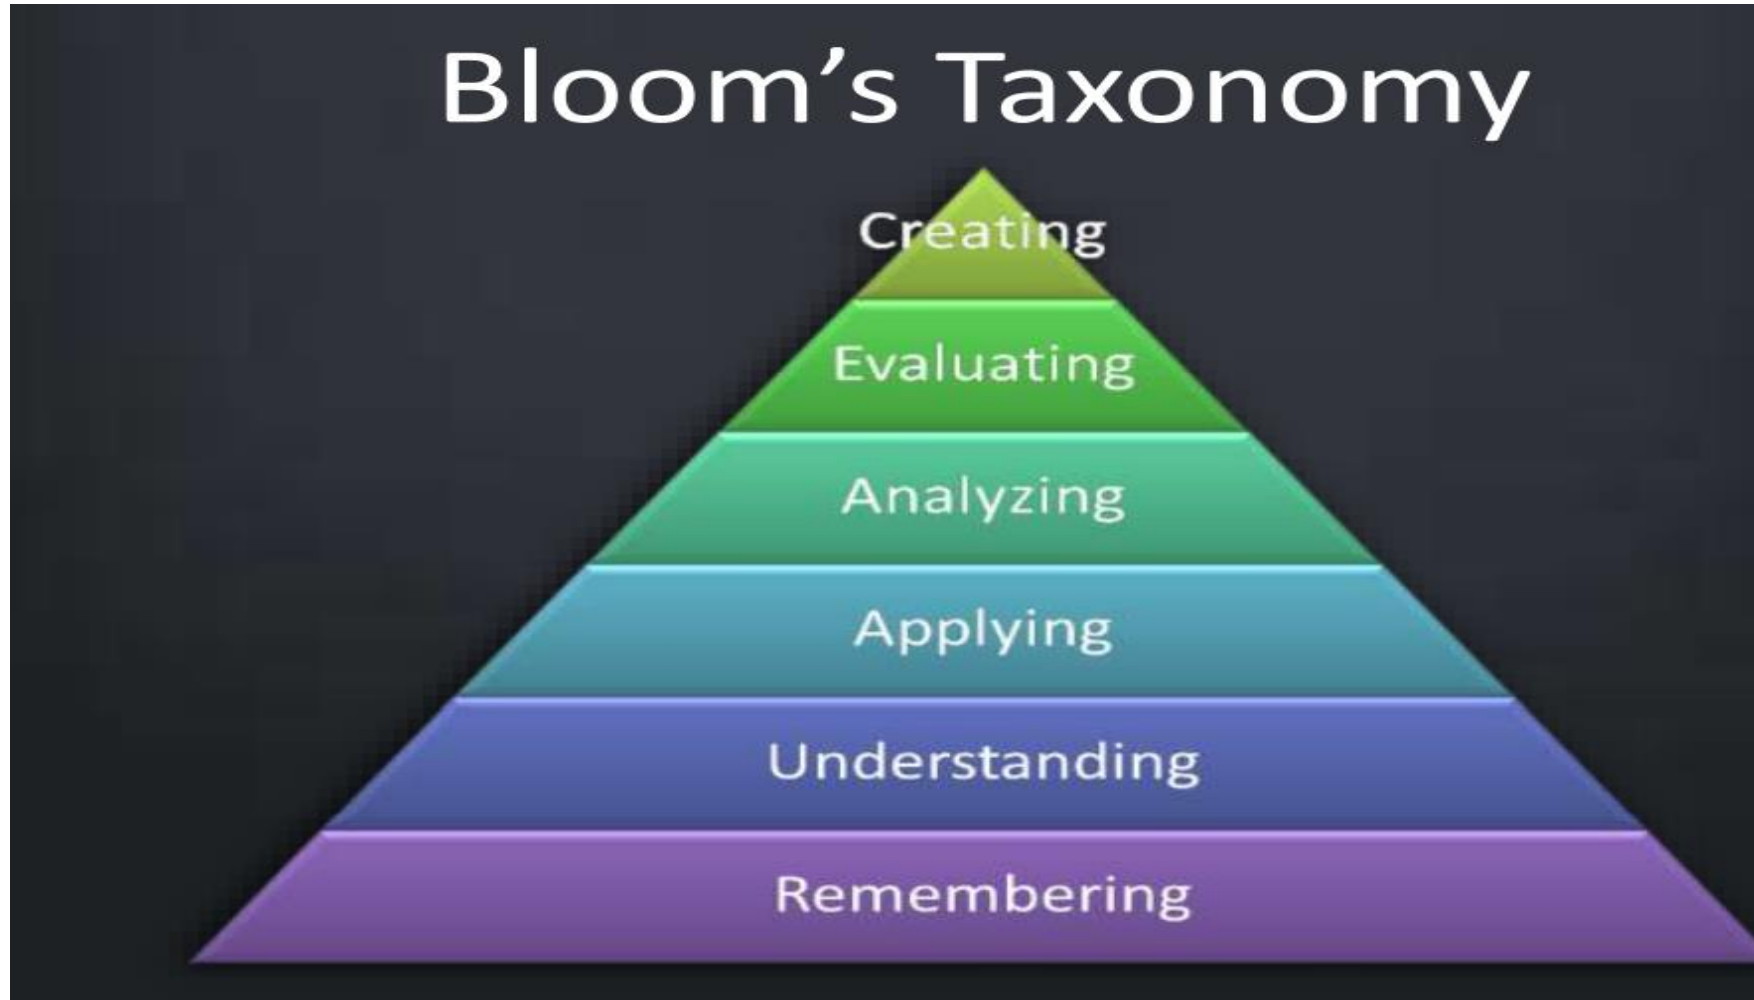 Bloom’s Taxonomy
Creating
Evaluating
Analyzing
Applying
Understanding
Remembering